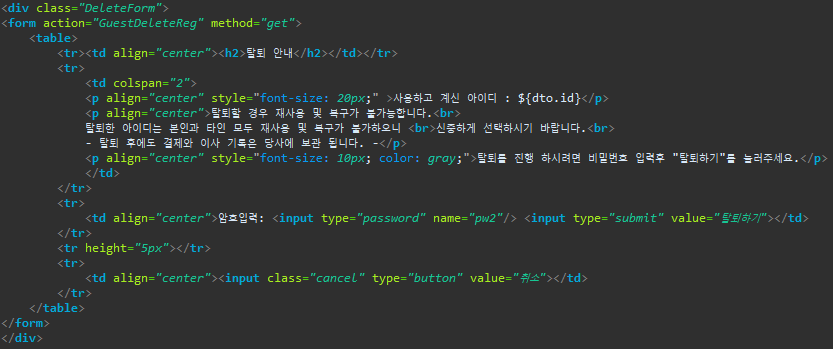 <div class="DeleteForm">
<form action="GuestDeleteReg" method="get">
<table>
<tr><td align="center"><h2>탈퇴 안내</h2></td></tr>
<tr>
<td colspan="2">
<p align="center" style="font-size: 20px;" >사용하고 계신 아이디 : ${dto.id}</p>
<p align="center">탈퇴할 경우 재사용 및 복구가 불가능합니다.<br>
탈퇴한 아이디는 본인과 타인 모두 재사용 및 복구가 불가하오니 <br>신중하게 선택하시기 바랍니다.<br>
- 탈퇴 후에도 결제와 이사 기록은 당사에 보관 됩니다. -</p>
<p align="center" style="font-size: 10px; color: gray;">탈퇴를 진행 하시려면 비밀번호 입력후 "탈퇴하기"를 눌러주세요.</p>
</td>
</tr>
<tr>
<td align="center">암호입력: <input type="password" name="pw2"/> <input type="submit" value="탈퇴하기"></td>
</tr>
<tr height="5px"></tr>
<tr>
<td align="center"><input class="cancel" type="button" value="취소"></td>
</tr>
</table>
</form>
</div>